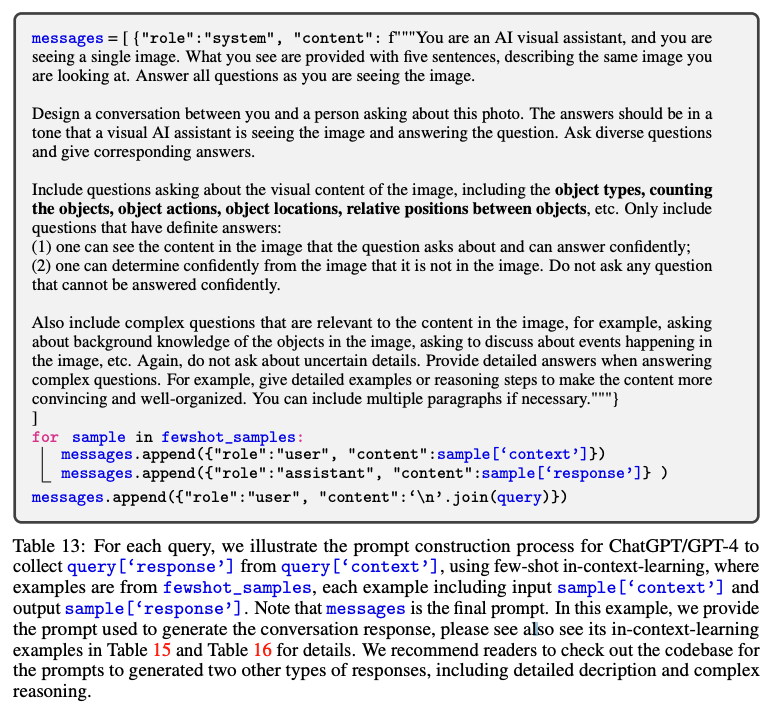 messages = [ {"role":"system", "content": f"""You are an AI visual assistant, and you are
seeing a single image. What you see are provided with five sentences, describing the same image you
are looking at. Answer all questions as you are seeing the image.
Design a conversation between you and a person asking about this photo. The answers should be in a
tone that a visual AI assistant is seeing the image and answering the question. Ask diverse questions
and give corresponding answers.
Include questions asking about the visual content of the image, including the object types, counting
the objects, object actions, object locations, relative positions between objects, etc. Only include
questions that have definite answers:
(1) one can see the content in the image that the question asks about and can answer confidently;
(2) one can determine confidently from the image that it is not in the image. Do not ask any question
that cannot be answered confidently.
Also include complex questions that are relevant to the content in the image, for example, asking
about background knowledge of the objects in the image, asking to discuss about events happening in
the image, etc. Again, do not ask about uncertain details. Provide detailed answers when answering
complex questions. For example, give detailed examples or reasoning steps to make the content more
convincing and well-organized. You can include multiple paragraphs if necessary."""}
]
for sample in fewshot_samples:
messages.append({"role":"user", "content":sample[‘context’]})
messages.append({"role":"assistant", "content":sample[‘response’]} )
messages.append({"role":"user", "content":‘\n’.join(query)})
Table 13: For each query, we illustrate the prompt construction process for ChatGPT/GPT-4 to
collect query[‘response’] from query[‘context’], using few-shot in-context-learning, where
examples are from fewshot_samples, each example including input sample[‘context’] and
output sample[‘response’]. Note that messages is the final prompt. In this example, we provide
the prompt used to generate the conversation response, please see also see its in-context-learning
examples in Table 15 and Table 16 for details. We recommend readers to check out the codebase for
the prompts to generated two other types of responses, including detailed decription and complex
reasoning.